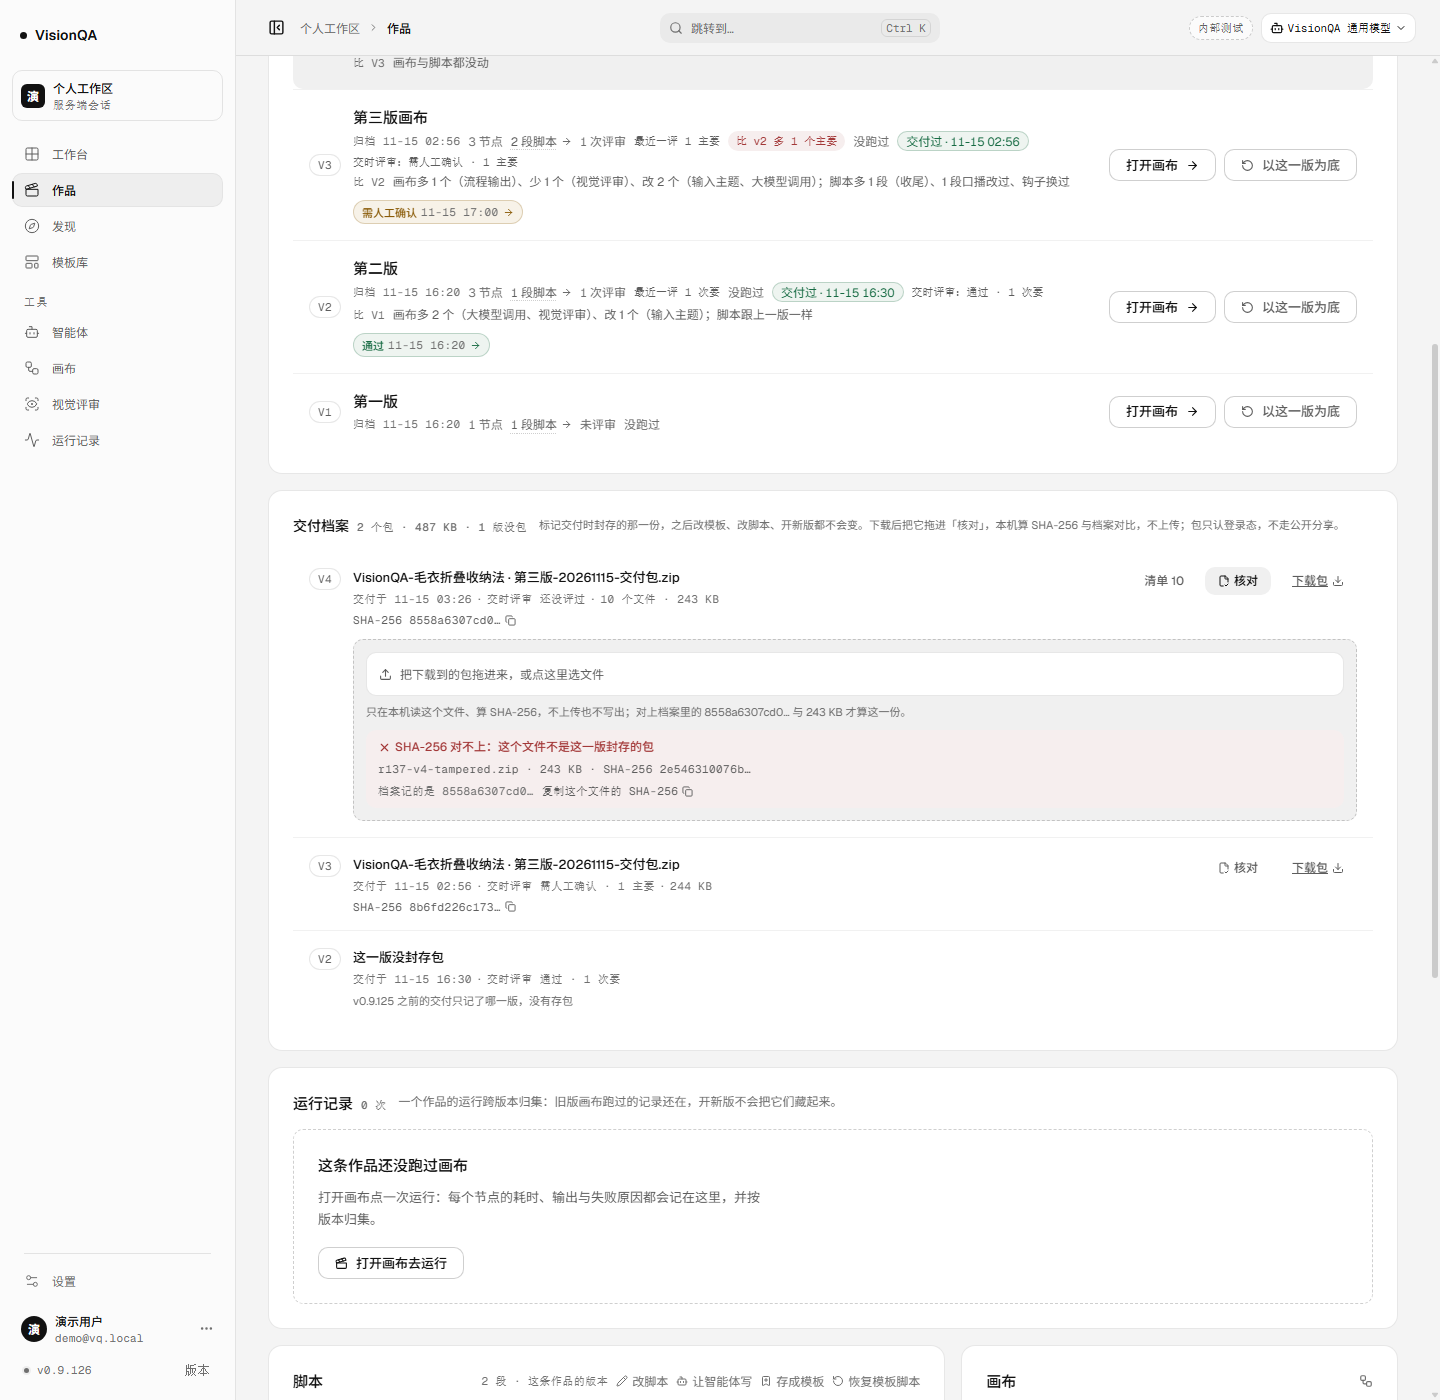 VisionQA
演
个人工作区
服务端会话
工作台
作品
发现
模板库
工具
智能体
画布
视觉评审
运行记录
设置
演
演示用户
demo@vq.local
v0.9.126
版本
个人工作区
作品
跳转到…
Ctrl K
内部测试
VisionQA 通用模型
比 V3 画布与脚本都没动
V3
第三版画布
归档 11-15 02:56 3 节点 2 段脚本 → 1 次评审 最近一评 1 主要 比 v2 多 1 个主要 没跑过 交付过 · 11-15 02:56
交时评审：需人工确认 · 1 主要
比 V2 画布多 1 个（流程输出）、少 1 个（视觉评审）、改 2 个（输入主题、大模型调用）；脚本多 1 段（收尾）、1 段口播改过、钩子换过
需人工确认 11-15 17:00 →
打开画布 →
以这一版为底
V2
第二版
归档 11-15 16:20 3 节点 1 段脚本 → 1 次评审 最近一评 1 次要 没跑过 交付过 · 11-15 16:30 交时评审：通过 · 1 次要
比 V1 画布多 2 个（大模型调用、视觉评审）、改 1 个（输入主题）；脚本跟上一版一样
通过 11-15 16:20 →
打开画布 →
以这一版为底
V1
第一版
归档 11-15 16:20 1 节点 1 段脚本 → 未评审 没跑过
打开画布 →
以这一版为底
交付档案 2 个包 · 487 KB · 1 版没包 标记交付时封存的那一份，之后改模板、改脚本、开新版都不会变。下载后把它拖进「核对」，本机算 SHA-256 与档案对比，不上传；包只认登录态，不走公开分享。
V4
VisionQA-毛衣折叠收纳法 · 第三版-20261115-交付包.zip
交付于 11-15 03:26 · 交时评审 还没评过 · 10 个文件 · 243 KB
SHA-256 8558a6307cd0…
清单 10
核对
下载包
把下载到的包拖进来，或点这里选文件
只在本机读这个文件、算 SHA-256，不上传也不写出；对上档案里的 8558a6307cd0… 与 243 KB 才算这一份。
SHA-256 对不上：这个文件不是这一版封存的包
r137-v4-tampered.zip · 243 KB · SHA-256 2e546310076b…
档案记的是 8558a6307cd0… 复制这个文件的 SHA-256
V3
VisionQA-毛衣折叠收纳法 · 第三版-20261115-交付包.zip
交付于 11-15 02:56 · 交时评审 需人工确认 · 1 主要 · 244 KB
SHA-256 8b6fd226c173…
核对
下载包
V2
这一版没封存包
交付于 11-15 16:30 · 交时评审 通过 · 1 次要
v0.9.125 之前的交付只记了哪一版，没有存包
运行记录 0 次 一个作品的运行跨版本归集：旧版画布跑过的记录还在，开新版不会把它们藏起来。
这条作品还没跑过画布
打开画布点一次运行：每个节点的耗时、输出与失败原因都会记在这里，并按
版本归集。
打开画布去运行
脚本
2 段 · 这条作品的版本 改脚本 让智能体写 存成模板 恢复模板脚本
画布